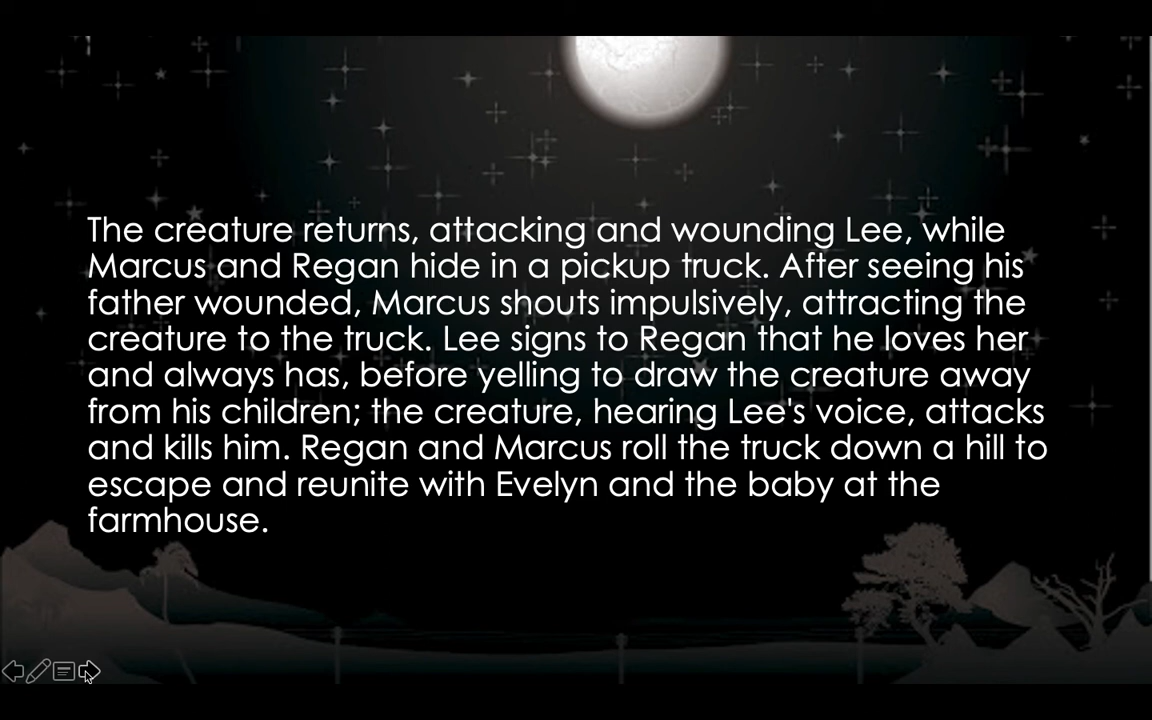 The creature returns, attacking and wounding Lee, while
Marcus and Regan hide in a pickup truck. After seeing his
father wounded, Marcus shouts impulsively, attracting the
creature to the truck. Lee signs to Regan that he loves her
and always has, before yelling to draw the creature away
from his children; the creature, hearing Lee's voice, attacks
and kills him. Regan and Marcus roll the truck down a hill to
escape and reunite with Evelyn and the baby at the
farmhouse.